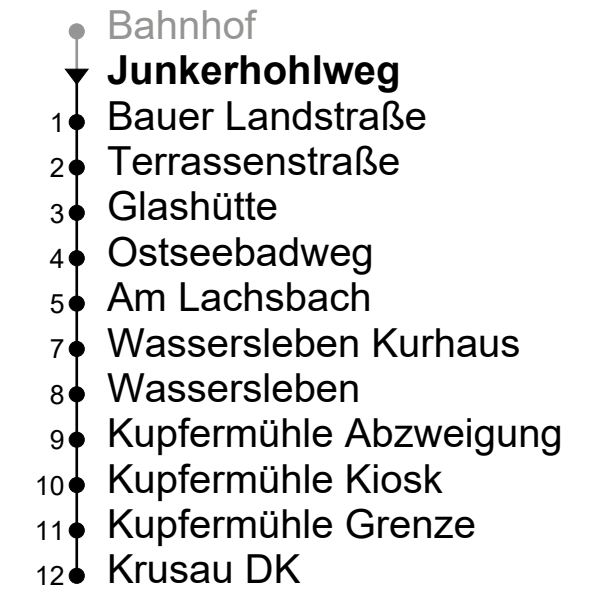 Bahnhof
Junkerhohlweg
1 Bauer Landstraße
2 Terrassenstraße
3 Glashütte
4 Ostseebadweg
5 Am Lachsbach
7 Wassersleben Kurhaus
8 Wassersleben
9 Kupfermühle Abzweigung
10 Kupfermühle Kiosk
11 Kupfermühle Grenze
12 Krusau DK